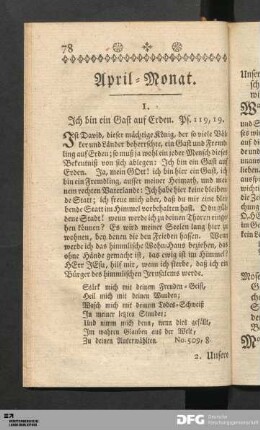 78
April-Monat.
1.
Ich bin ein Gast auf Erden. Ps. 119, 19.
Ist David, dieser mächtige König, der so viele Völ-
ker und Länder beherrschte, ein Gast und Fremd-
ling auf Erden; so muß ja wohl ein jeder Mensch dieses
Bekenntniß von sich ablegen: Ich bin ein Gast auf
Erden. Ja, mein GOtt! ich bin hier ein Gast, ich
bin ein Fremdling, ausser meiner Heimath, und mei-
nem rechten Vaterlande: Ich habe hier keine bleiben-
de Statt; ich freue mich aber, daß du mir eine blei-
bende Statt im Himmel vorbehalten hast. O du gül-
dene Stadt! wenn werde ich zu deinen Thoren einge-
hen können? Es wird meiner Seelen lang hier zu
wohnen, bey denen die den Frieden hassen. Wenn
werde ich das himmlische Wohn-Haus beziehen, das
ohne Hände gemacht ist, das ewig ist im Himmel?
HErr JEsu, hilf mir, wenn ich sterbe, daß ich ein
Bürger des himmlischen Jerusalems werde.
Stärk mich mit deinem Freuden-Geist,
Heil mich mit deinen Wunden;
Wasch mich mit deinem Todes-Schweiß
In meiner letzten Stunden;
Und nimm mich dann, wenn dirs gefällt,
Im wahren Glauben aus der Welt,
Zu deinen Auserwählten. No. 509, 8.
2. Unsere